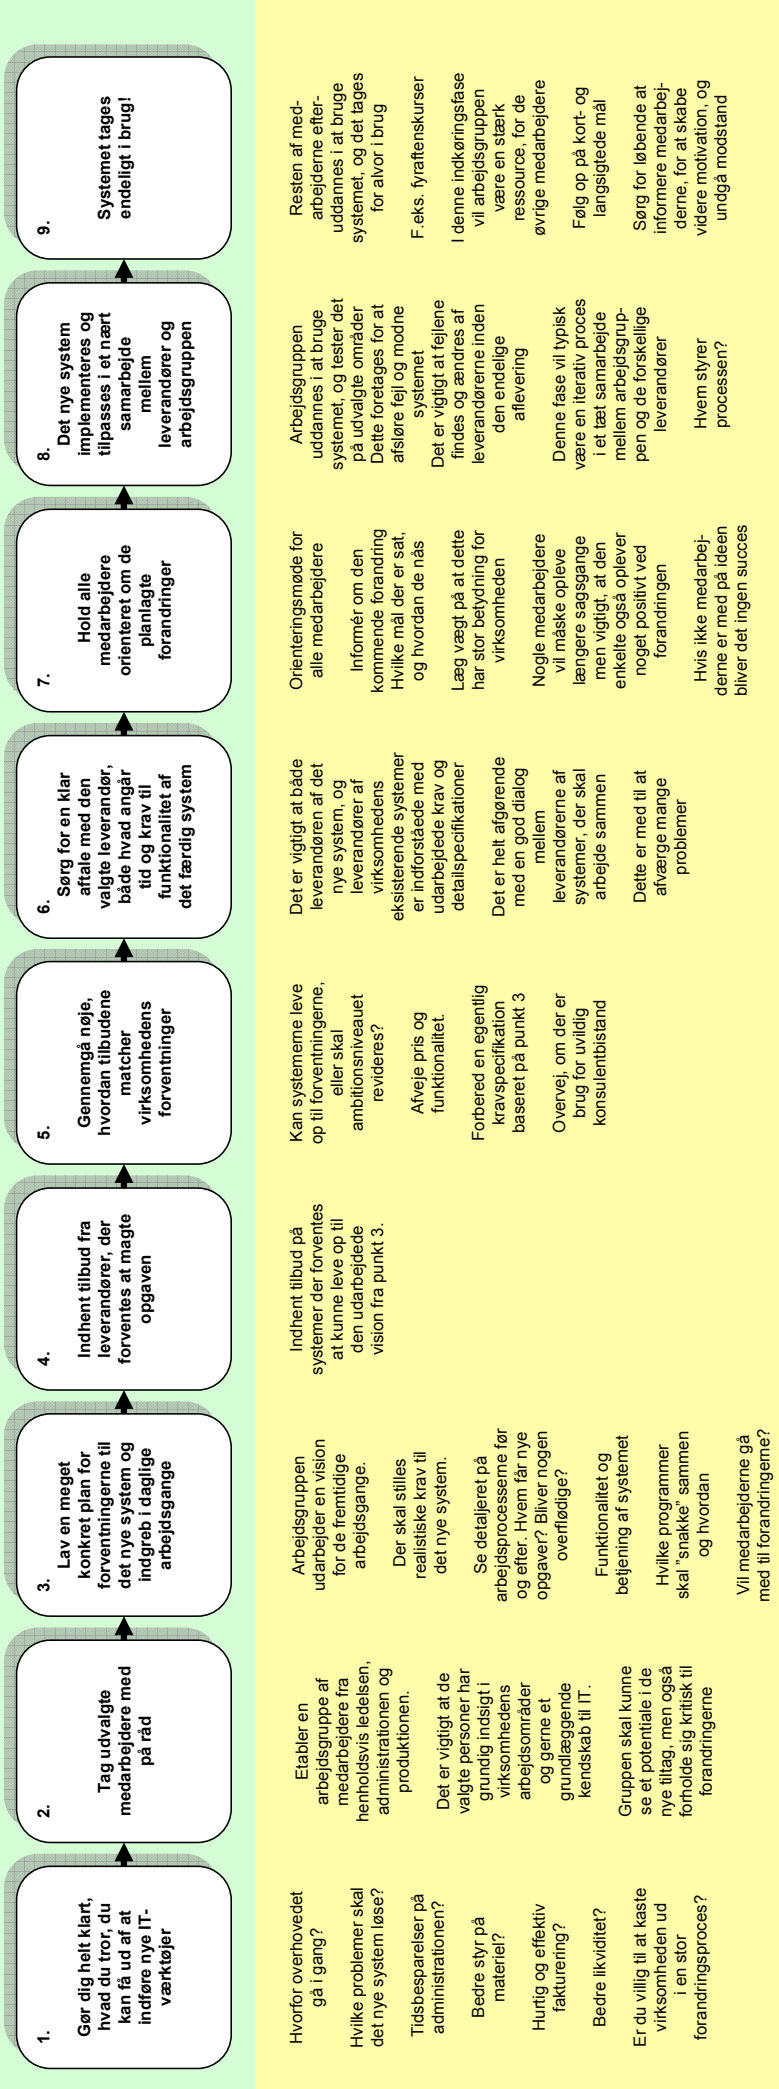 1.
Gør dig helt klart,
hvad du tror, du
kan få ud af at
indføre nye IT-
værktøjer
Hvorfor overhovedet
gå i gang?
Hvilke problemer skal
det nye system løse?
Tidsbesparelser på
administrationen?
Bedre styr på
materiel?
Hurtig og effektiv
fakturering?
Bedre likviditet?
Er du villig til at kaste
virksomheden ud
i en stor
forandringsproces?
2.
Tag udvalgte
medarbejdere med
på råd
Etabler en
arbejdsgruppe af
medarbejdere fra
henholdsvis ledelsen,
administrationen og
produktionen.
Det er vigtigt at de
valgte personer har
grundig indsigt i
virksomhedens
arbejdsområder
og gerne et
grundlæggende
kendskab til IT.
Gruppen skal kunne
se et potentiale i de
nye tiltag, men også
forholde sig kritisk til
forandringerne
3.
Lav en meget
konkret plan for
forventningerne til
det nye system og
indgreb i daglige
arbejdsgange
Arbejdsgruppen
udarbejder en vision
for de fremtidige
arbejdsgange.
Der skal stilles
realistiske krav til
det nye system.
Se detaljeret på
arbejdsprocesserne før
og efter. Hvem får nye
opgaver? Bliver nogen
overflødige?
Funktionalitet og
betjening af systemet
Hvilke programmer
skal ”snakke” sammen
og hvordan
Vil medarbejderne gå
med til forandringerne?
4.
Indhent tilbud fra
leverandører, der
forventes at magte
opgaven
Indhent tilbud på
systemer der forventes
at kunne leve op til
den udarbejdede
vision fra punkt 3.
5.
Gennemgå nøje,
hvordan tilbudene
matcher
virksomhedens
forventninger
Kan systemerne leve
op til forventningerne,
eller skal
ambitionsniveauet
revideres?
Afveje pris og
funktionalitet.
Forbered en egentlig
kravspecifikation
baseret på punkt 3
Overvej, om der er
brug for uvildig
konsulentbistand
6.
Sørg for en klar
aftale med den
valgte leverandør,
både hvad angår
tid og krav til
funktionalitet af
det færdig system
Det er vigtigt at både
leverandøren af det
nye system, og
leverandører af
virksomhedens
eksisterende systemer
er indforståede med
udarbejdede krav og
detailspecifikationer
Det er helt afgørende
med en god dialog
mellem
leverandørerne af
systemer, der skal
arbejde sammen
Dette er med til at
afværge mange
problemer
7.
Hold alle
medarbejdere
orienteret om de
planlagte
forandringer
Orienteringsmøde for
alle medarbejdere
Informér om den
kommende forandring
Hvilke mål der er sat,
og hvordan de nås
Læg vægt på at dette
har stor betydning for
virksomheden
Nogle medarbejdere
vil måske opleve
længere sagsgange
men vigtigt, at den
enkelte også oplever
noget positivt ved
forandringen
Hvis ikke medarbej-
derne er med på ideen
bliver det ingen succes
8.
Det nye system
implementeres og
tilpasses i et nært
samarbejde
mellem
leverandører og
arbejdsgruppen
Arbejdsgruppen
uddannes i at bruge
systemet, og tester det
på udvalgte områder
Dette foretages for at
afsløre fejl og modne
systemet
Det er vigtigt at fejlene
findes og ændres af
leverandørerne inden
den endelige
aflevering
Denne fase vil typisk
være en iterativ proces
i et tæt samarbejde
mellem arbejdsgrup-
pen og de forskellige
leverandører
Hvem styrer
processen?
9.
Systemet tages
endeligt i brug!
Resten af med-
arbejderne efter-
uddannes i at bruge
systemet, og det tages
for alvor i brug
F.eks. fyraftenskurser
I denne indkøringsfase
vil arbejdsgruppen
være en stærk
ressource, for de
øvrige medarbejdere
Følg op på kort- og
langsigtede mål
Sørg for løbende at
informere medarbej-
derne, for at skabe
videre motivation, og
undgå modstand